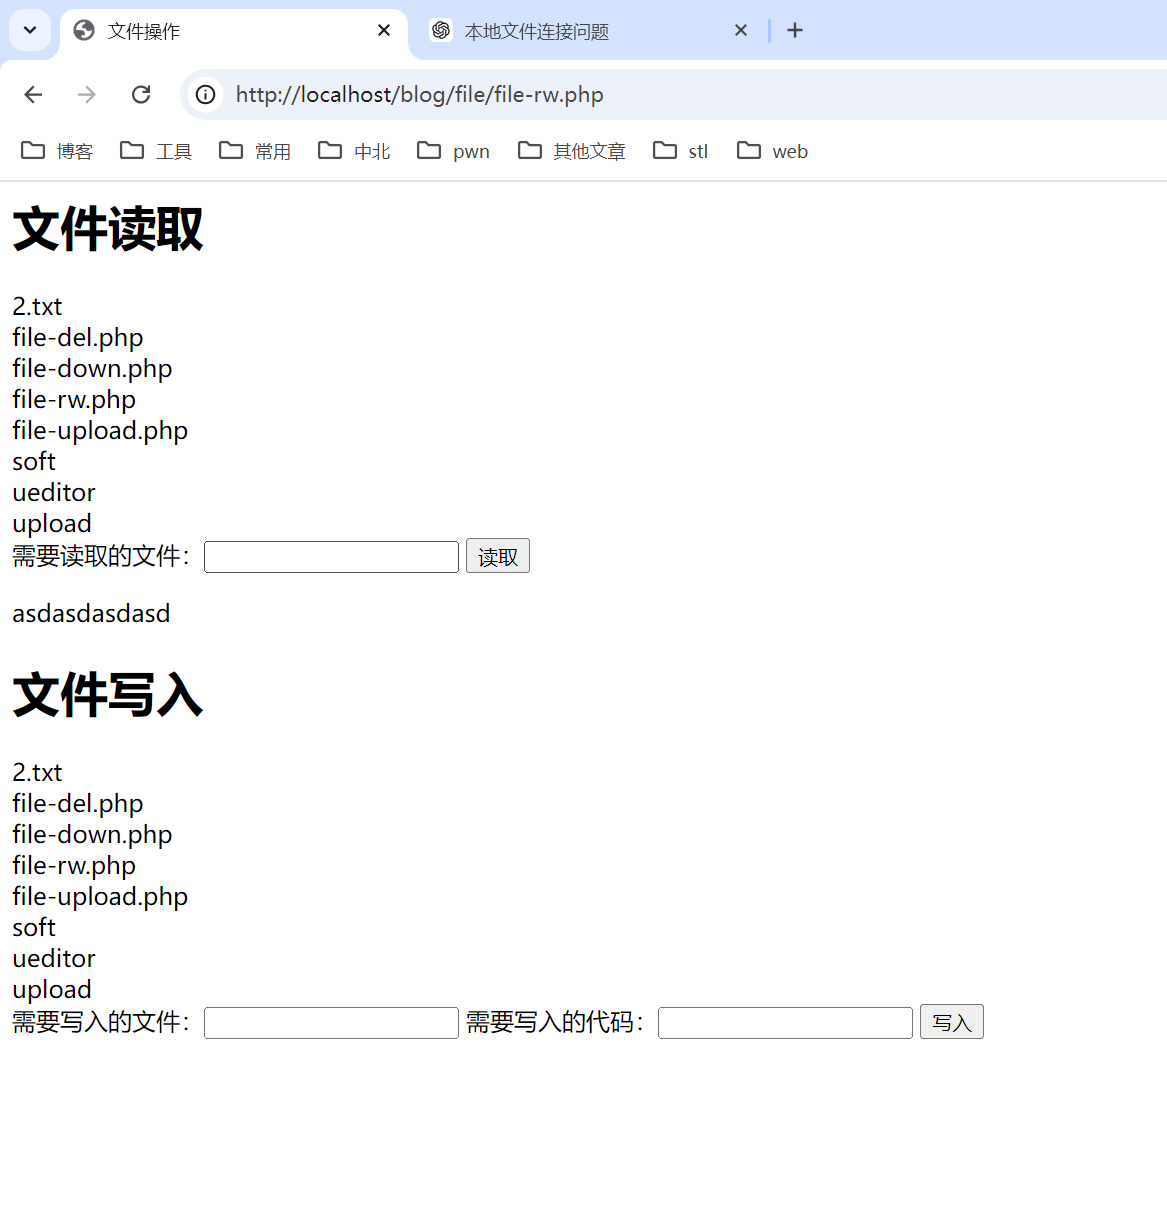 文件操作
本地文件连接问题
http://localhost/blog/file/file-rw.php
博客 工具 常用 中北 pwn 其他文章 stl web
文件读取
2.txt
file-del.php
file-down.php
file-rw.php
file-upload.php
soft
ueditor
upload
需要读取的文件： 读取
asdasdasdasd
文件写入
2.txt
file-del.php
file-down.php
file-rw.php
file-upload.php
soft
ueditor
upload
需要写入的文件： 需要写入的代码： 写入